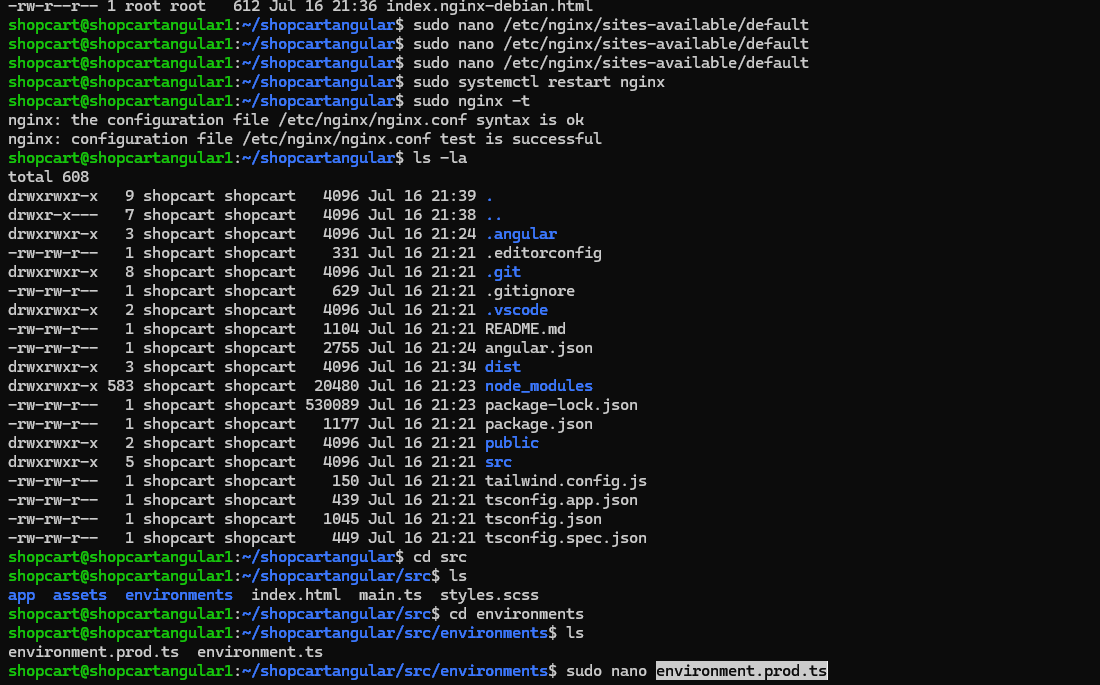 -rw-r--r-- 1 root root   612 Jul 16 21:36 index.nginx-debian.html
shopcart@shopcartangular1:~/shopcartangular$ sudo nano /etc/nginx/sites-available/default
shopcart@shopcartangular1:~/shopcartangular$ sudo nano /etc/nginx/sites-available/default
shopcart@shopcartangular1:~/shopcartangular$ sudo nano /etc/nginx/sites-available/default
shopcart@shopcartangular1:~/shopcartangular$ sudo systemctl restart nginx
shopcart@shopcartangular1:~/shopcartangular$ sudo nginx -t
nginx: the configuration file /etc/nginx/nginx.conf syntax is ok
nginx: configuration file /etc/nginx/nginx.conf test is successful
shopcart@shopcartangular1:~/shopcartangular$ ls -la
total 608
drwxrwxr-x   9 shopcart shopcart   4096 Jul 16 21:39 .
drwxr-x---   7 shopcart shopcart   4096 Jul 16 21:38 ..
drwxrwxr-x   3 shopcart shopcart   4096 Jul 16 21:24 .angular
-rw-rw-r--   1 shopcart shopcart    331 Jul 16 21:21 .editorconfig
drwxrwxr-x   8 shopcart shopcart   4096 Jul 16 21:21 .git
-rw-rw-r--   1 shopcart shopcart    629 Jul 16 21:21 .gitignore
drwxrwxr-x   2 shopcart shopcart   4096 Jul 16 21:21 .vscode
-rw-rw-r--   1 shopcart shopcart   1104 Jul 16 21:21 README.md
-rw-rw-r--   1 shopcart shopcart   2755 Jul 16 21:24 angular.json
drwxrwxr-x   3 shopcart shopcart   4096 Jul 16 21:34 dist
drwxrwxr-x 583 shopcart shopcart  20480 Jul 16 21:23 node_modules
-rw-rw-r--   1 shopcart shopcart 530089 Jul 16 21:23 package-lock.json
-rw-rw-r--   1 shopcart shopcart   1177 Jul 16 21:21 package.json
drwxrwxr-x   2 shopcart shopcart   4096 Jul 16 21:21 public
drwxrwxr-x   5 shopcart shopcart   4096 Jul 16 21:21 src
-rw-rw-r--   1 shopcart shopcart    150 Jul 16 21:21 tailwind.config.js
-rw-rw-r--   1 shopcart shopcart    439 Jul 16 21:21 tsconfig.app.json
-rw-rw-r--   1 shopcart shopcart   1045 Jul 16 21:21 tsconfig.json
-rw-rw-r--   1 shopcart shopcart    449 Jul 16 21:21 tsconfig.spec.json
shopcart@shopcartangular1:~/shopcartangular$ cd src
shopcart@shopcartangular1:~/shopcartangular/src$ ls
app  assets  environments  index.html  main.ts  styles.scss
shopcart@shopcartangular1:~/shopcartangular/src$ cd environments
shopcart@shopcartangular1:~/shopcartangular/src/environments$ ls
environment.prod.ts  environment.ts
shopcart@shopcartangular1:~/shopcartangular/src/environments$ sudo nano environment.prod.ts